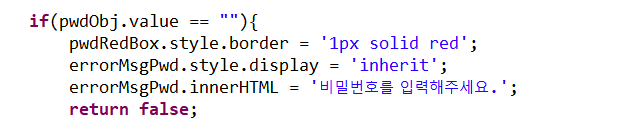 if(pwdObj.value == ""){
pwdRedBox.style.border = '1px solid red';
errorMsgPwd.style.display = 'inherit';
errorMsgPwd.innerHTML = '비밀번호를 입력해주세요.';
return false;